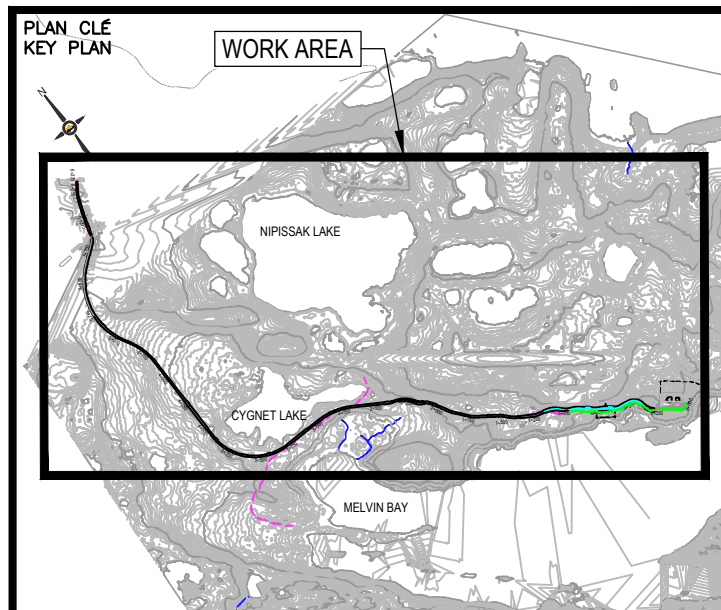 PLAN CLÉ
KEY PLAN
WORK AREA
N
NIPISSAK LAKE
CYGNET LAKE
MELVIN BAY